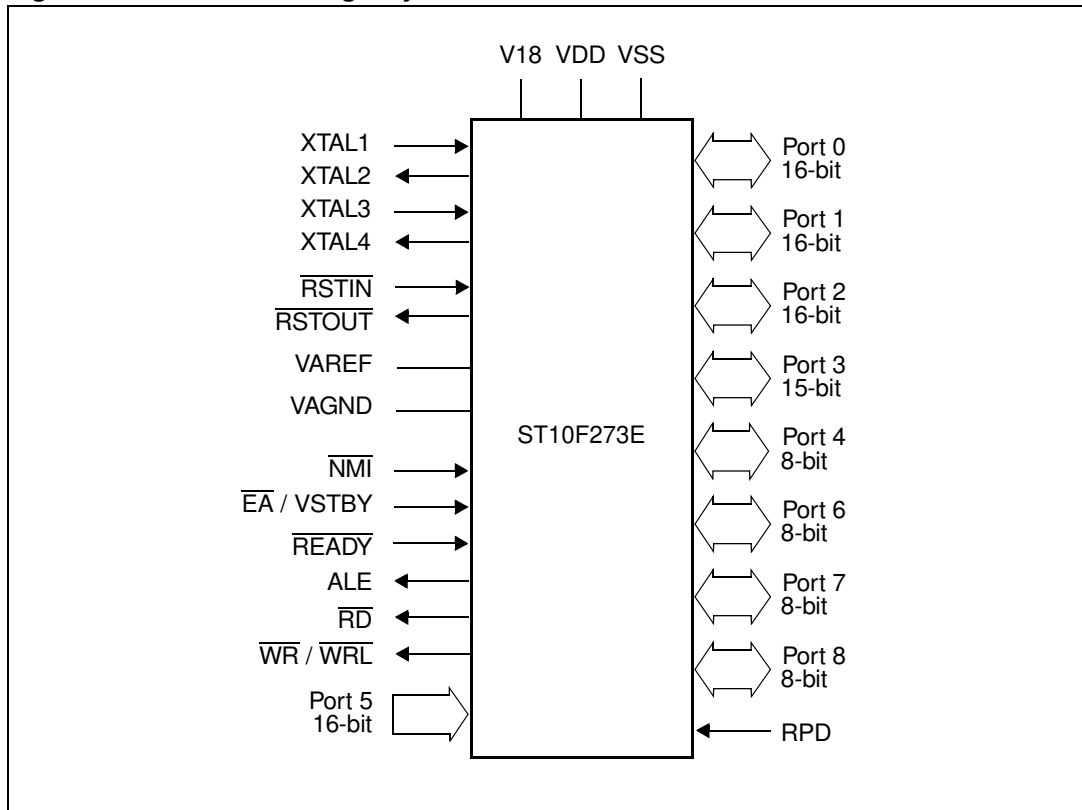 V18 VDD VSS
XTAL1
XTAL2
XTAL3
XTAL4
RSTIN
RSTOUT
VAREF
VAGND
NMI
EA / VSTBY
READY
ALE
RD
WR / WRL
Port 5
16-bit
ST10F273E
Port 0
16-bit
Port 1
16-bit
Port 2
16-bit
Port 3
15-bit
Port 4
8-bit
Port 6
8-bit
Port 7
8-bit
Port 8
8-bit
RPD